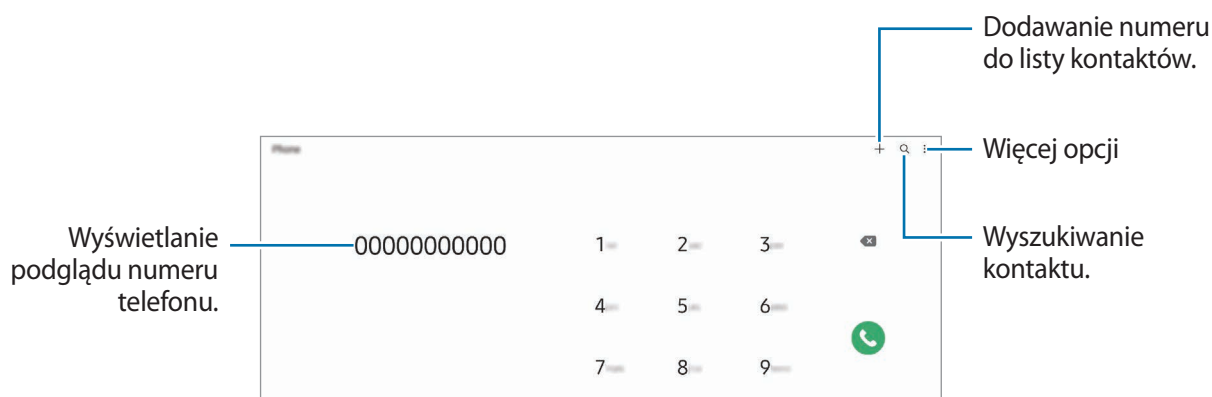 Dodawanie numeru
do listy kontaktów.
Phone
Więcej opcji
Wyświetlanie
podglądu numeru
telefonu.
00000000000
1 2 3
Wyszukiwanie
kontaktu.
4 5 6
7 8 9